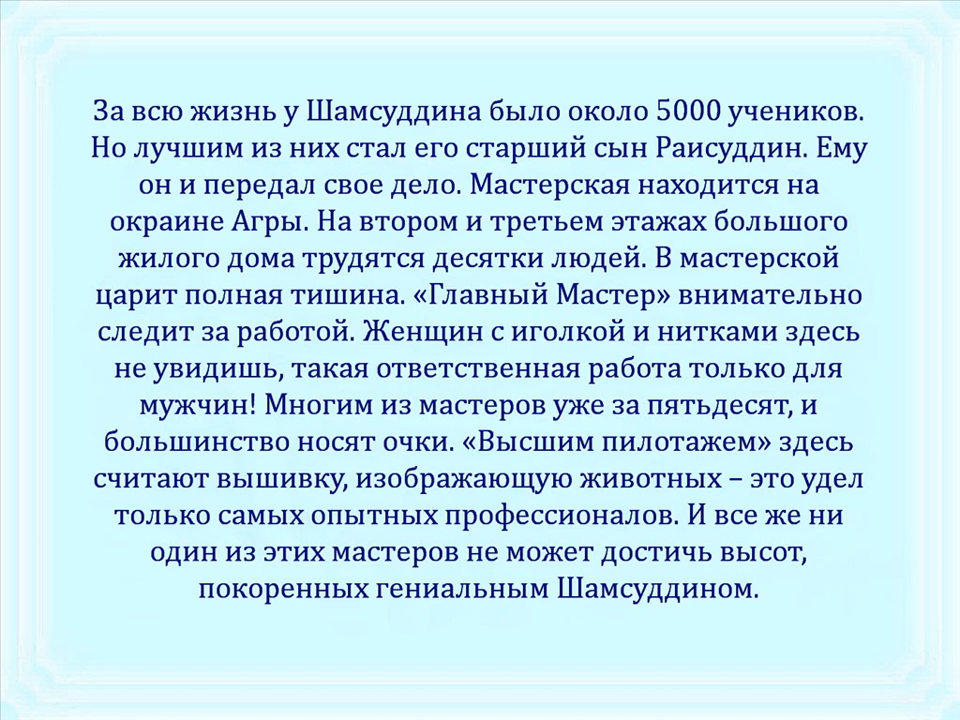 За всю жизнь у Шамсуддина было около 5000 учеников.
Но лучшим из них стал его старший сын Раисуддин. Ему
он и передал свое дело. Мастерская находится на
окраине Агры. На втором и третьем этажах большого
жилого дома трудятся десятки людей. В мастерской
царит полная тишина. «Главный Мастер» внимательно
следит за работой. Женщин с иголкой и нитками здесь
не увидишь, такая ответственная работа только для
мужчин! Многим из мастеров уже за пятьдесят, и
большинство носят очки. «Высшим пилотажем» здесь
считают вышивку, изображающую животных – это удел
только самых опытных профессионалов. И все же ни
один из этих мастеров не может достичь высот,
покоренных гениальным Шамсуддином.